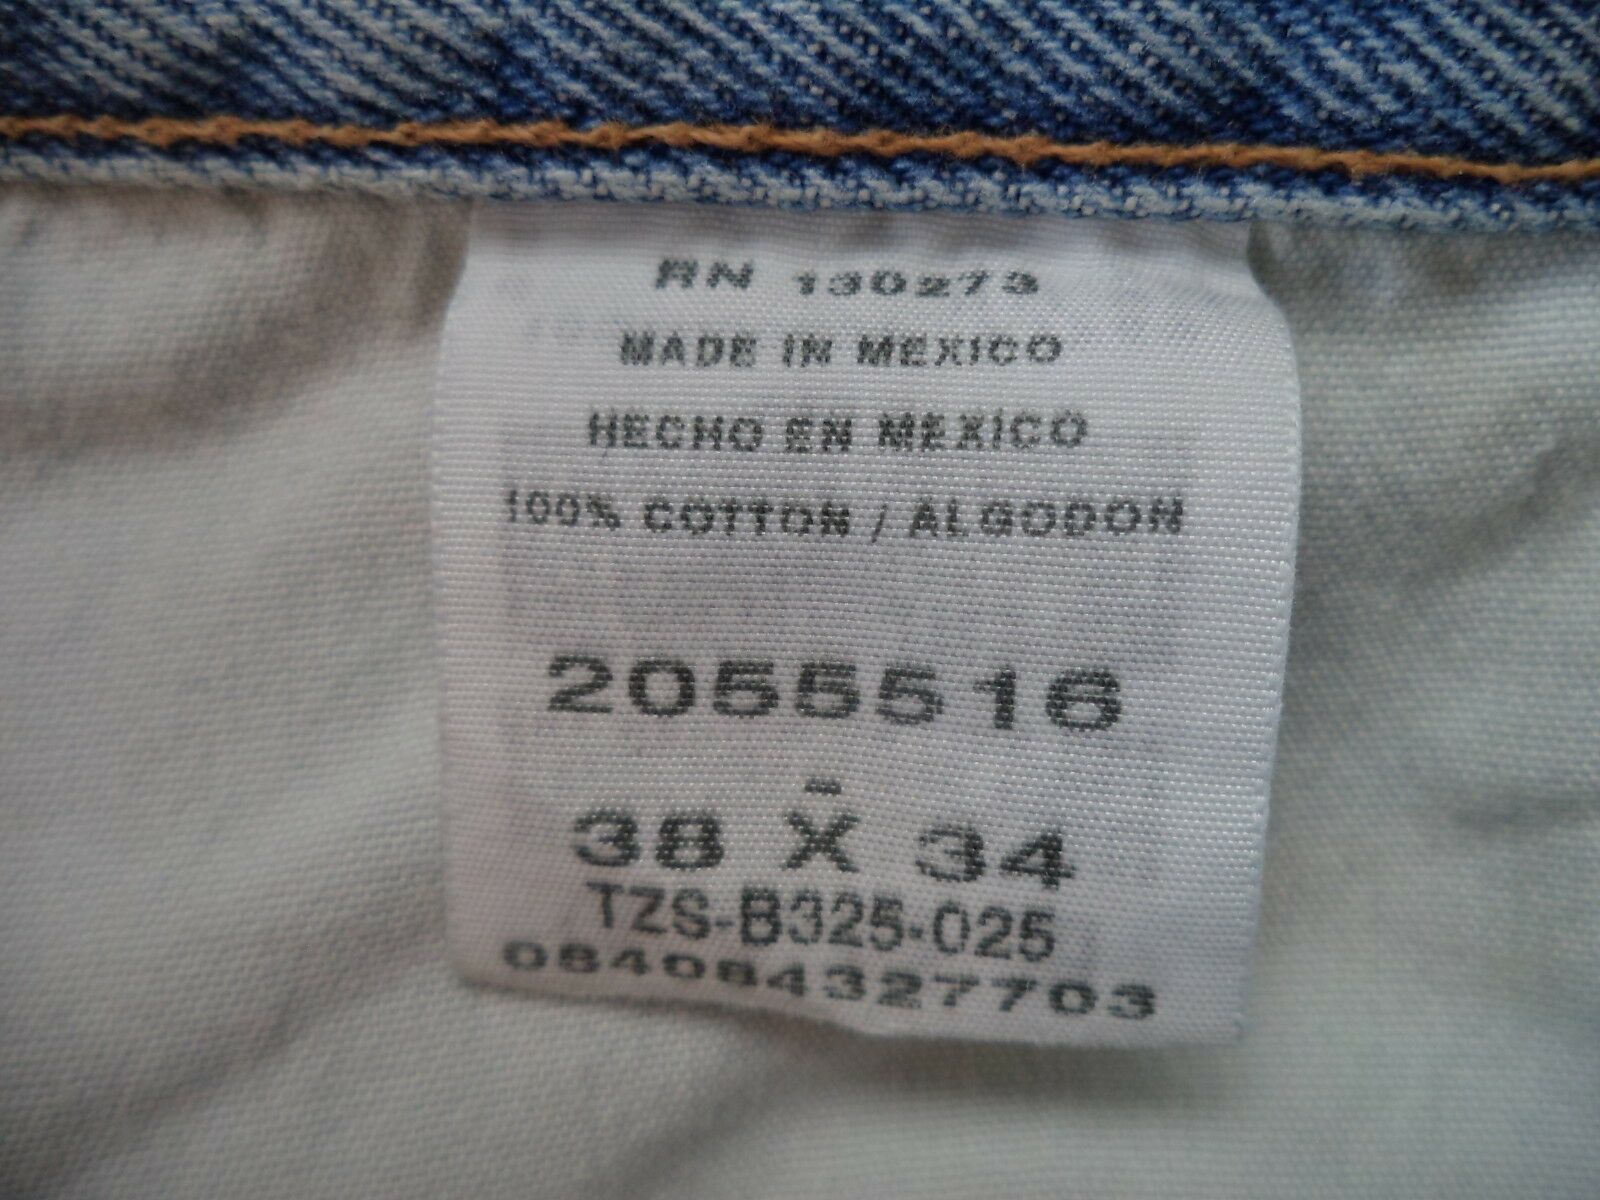 RN 130273
MADE IN MEXICO
HECHO EN MEXICO
100% COTTON / ALGODON
2055516
-
38 X 34
TZS-B325-025
084084327703